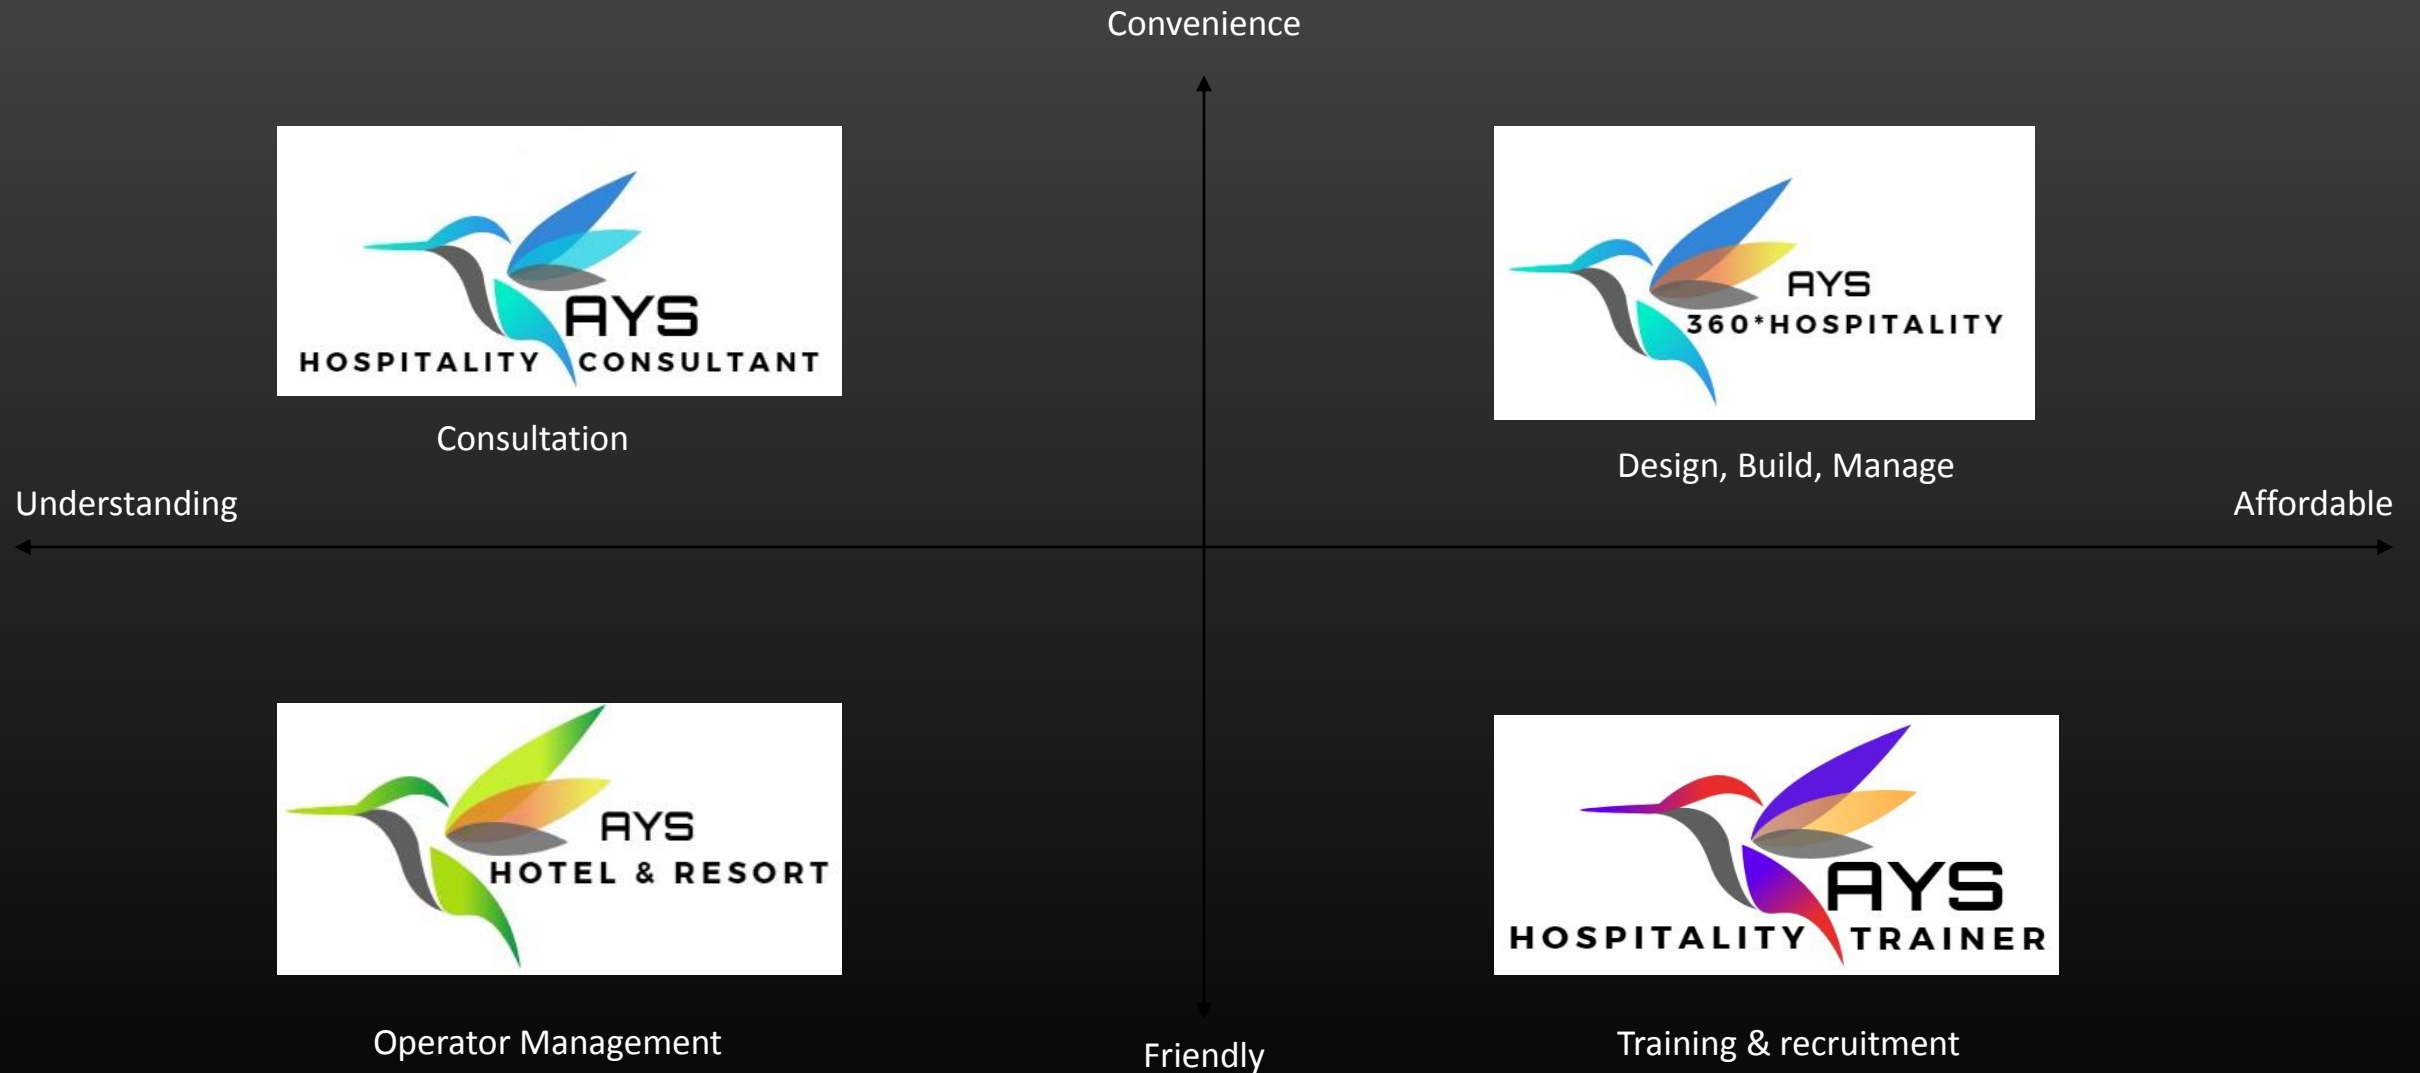 Convenience
AYS
HOSPITALITY CONSULTANT
Consultation
AYS
360*HOSPITALITY
Design, Build, Manage
Understanding
Affordable
AYS
HOTEL & RESORT
Operator Management
AYS
HOSPITALITY TRAINER
Training & recruitment
Friendly